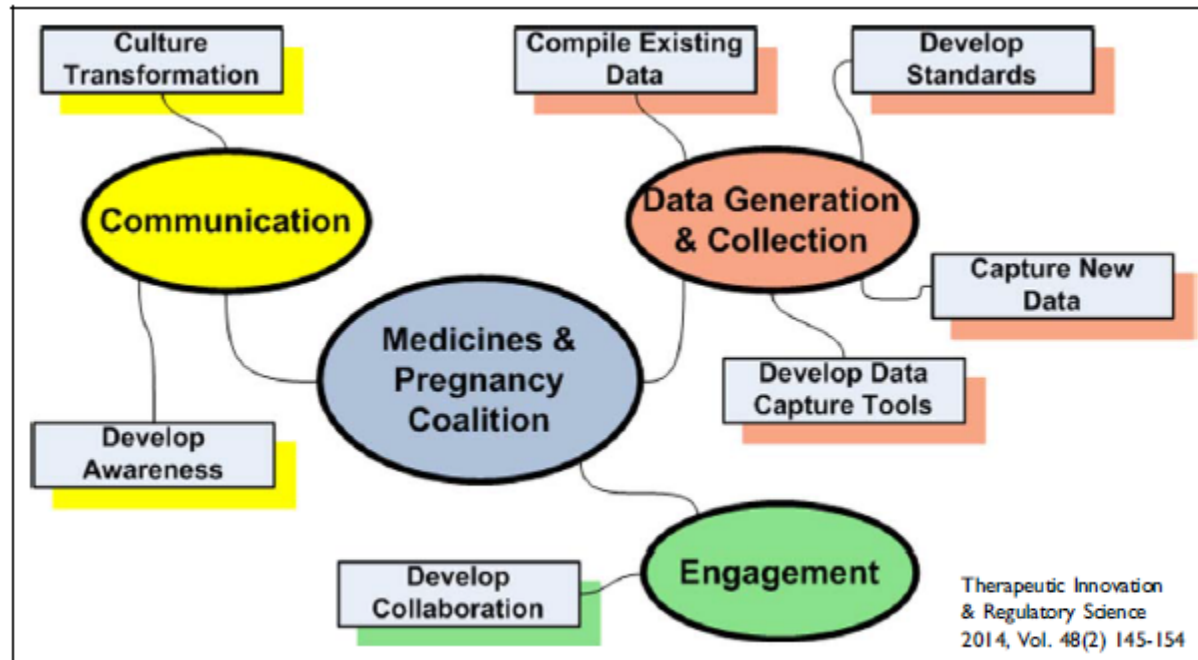 Culture
Transformation
Compile Existing
Data
Develop
Standards
Communication
Data Generation
& Collection
Capture New
Data
Medicines &
Pregnancy
Coalition
Develop Data
Capture Tools
Develop
Awareness
Engagement
Develop
Collaboration
Therapeutic Innovation
& Regulatory Science
2014, Vol. 48(2) 145-154